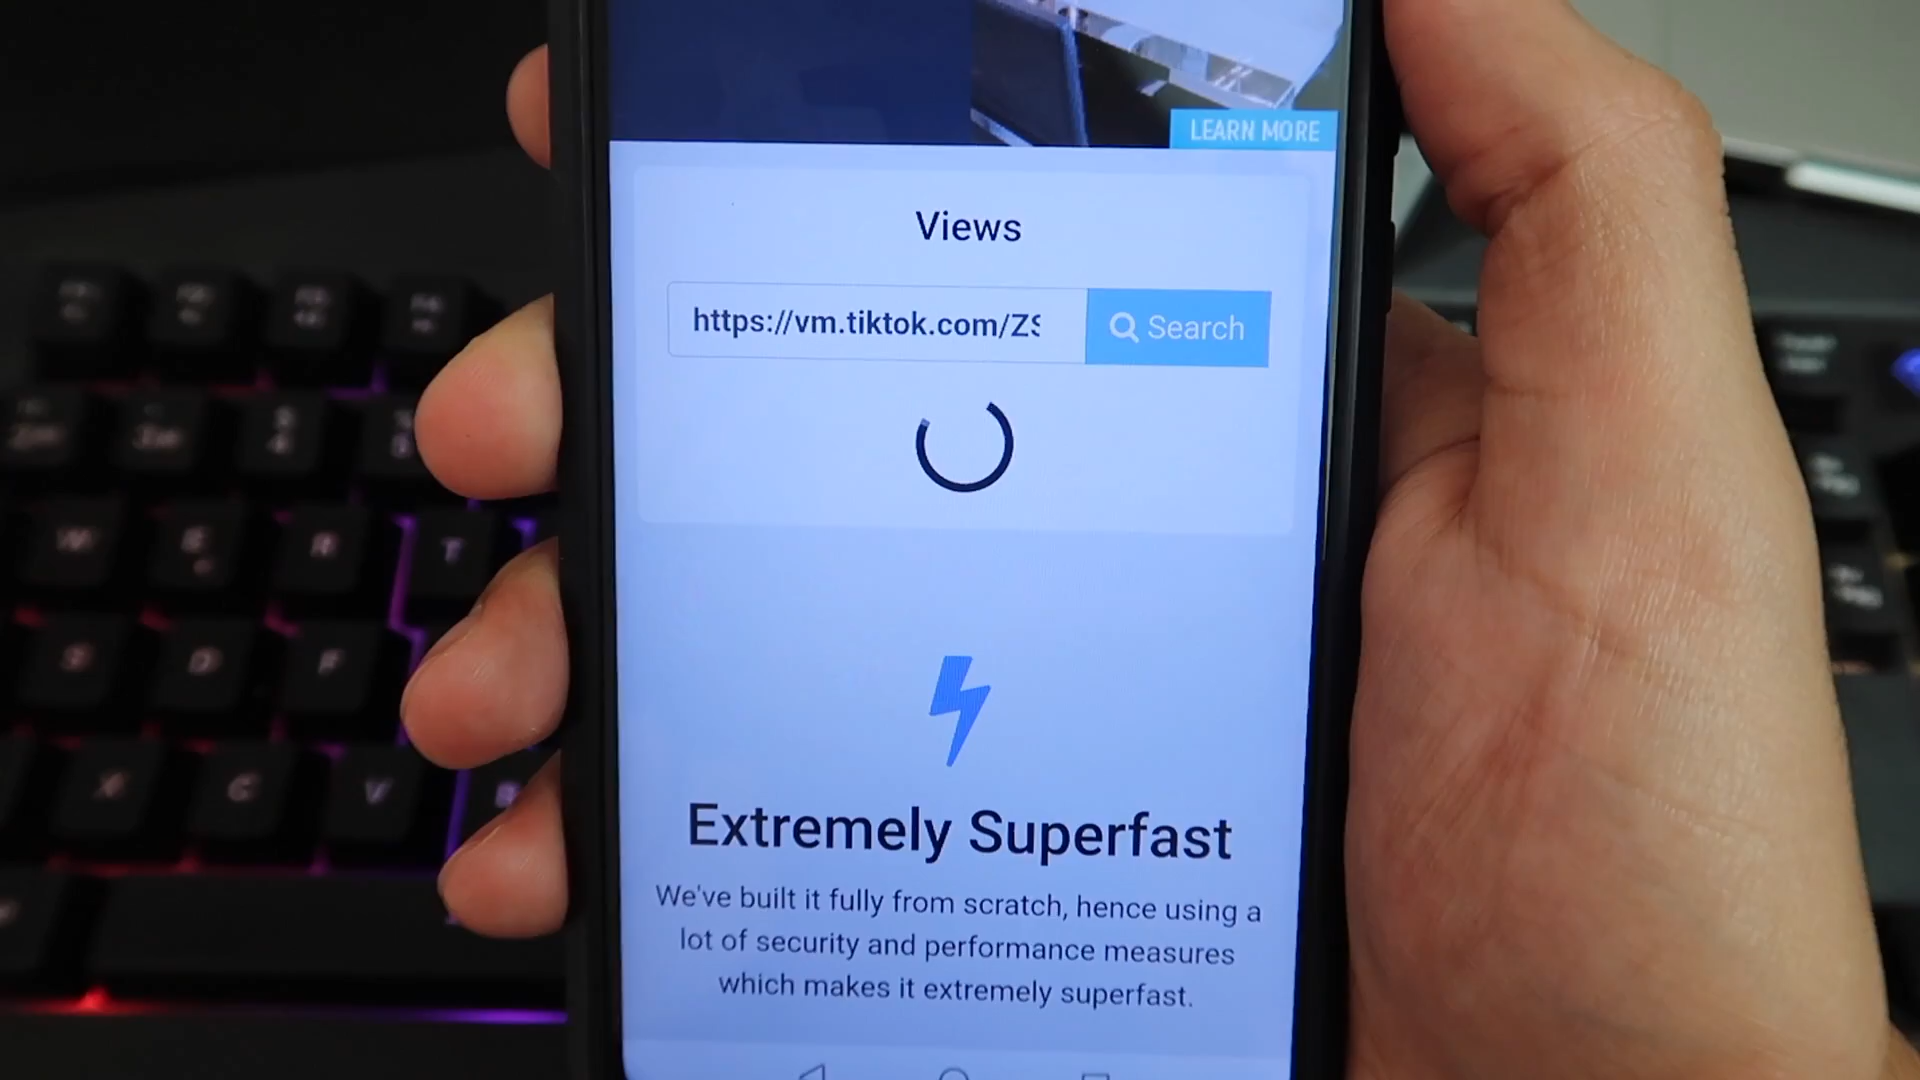 LEARN MORE
Views
https://vm.tiktok.com/ZS
Search
Extremely Superfast
We've built it fully from scratch, hence using a
lot of security and performance measures
which makes it extremely superfast.
W
E
R
T
S
D
F
X
C
V
B